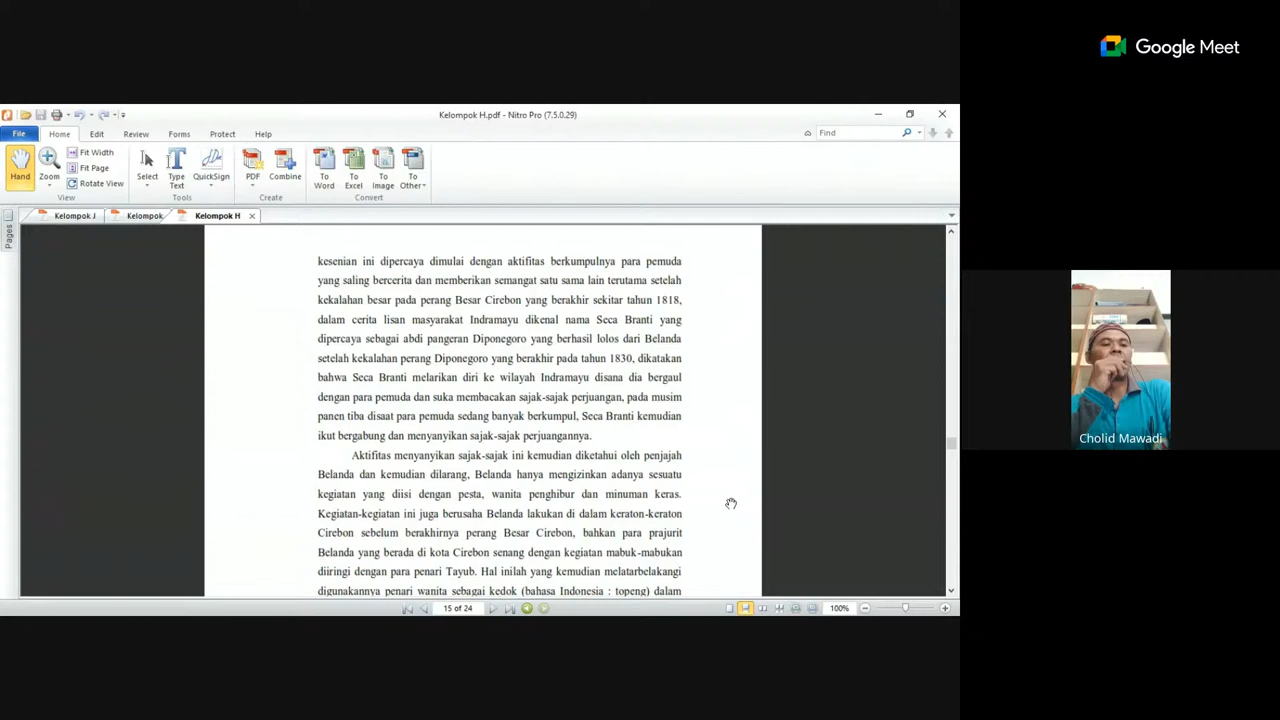 Google Meet
Kelompok H.pdf - Nitro Pro (7.5.0.29)
File Home Edit Review Forms Protect Help
Find
Hand
Zoom
Fit Width
Fit Page
Rotate View
View
Select
Type Text
QuickSign
Tools
PDF
Combine
Create
To Word
To Excel
To Image
To Other
Convert
Kelompok J
Kelompok
Kelompok H
Pages
kesenian ini dipercaya dimulai dengan aktifitas berkumpulnya para pemuda
yang saling bercerita dan memberikan semangat satu sama lain terutama setelah
kekalahan besar pada perang Besar Cirebon yang berakhir sekitar tahun 1818,
dalam cerita lisan masyarakat Indramayu dikenal nama Seca Branti yang
dipercaya sebagai abdi pangeran Diponegoro yang berhasil lolos dari Belanda
setelah kekalahan perang Diponegoro yang berakhir pada tahun 1830, dikatakan
bahwa Seca Branti melarikan diri ke wilayah Indramayu disana dia bergaul
dengan para pemuda dan suka membacakan sajak-sajak perjuangan, pada musim
panen tiba disaat para pemuda sedang banyak berkumpul, Seca Branti kemudian
ikut bergabung dan menyanyikan sajak-sajak perjuangannya.
Aktifitas menyanyikan sajak-sajak ini kemudian diketahui oleh penjajah
Belanda dan kemudian dilarang, Belanda hanya mengizinkan adanya sesuatu
kegiatan yang diisi dengan pesta, wanita penghibur dan minuman keras.
Kegiatan-kegiatan ini juga berusaha Belanda lakukan di dalam keraton-keraton
Cirebon sebelum berakhirnya perang Besar Cirebon, bahkan para prajurit
Belanda yang berada di kota Cirebon senang dengan kegiatan mabuk-mabukan
diiringi dengan para penari Tayub. Hal inilah yang kemudian melatarbelakangi
digunakannya penari wanita sebagai kedok (bahasa Indonesia : topeng) dalam
15 of 24
100%
Cholid Mawadi